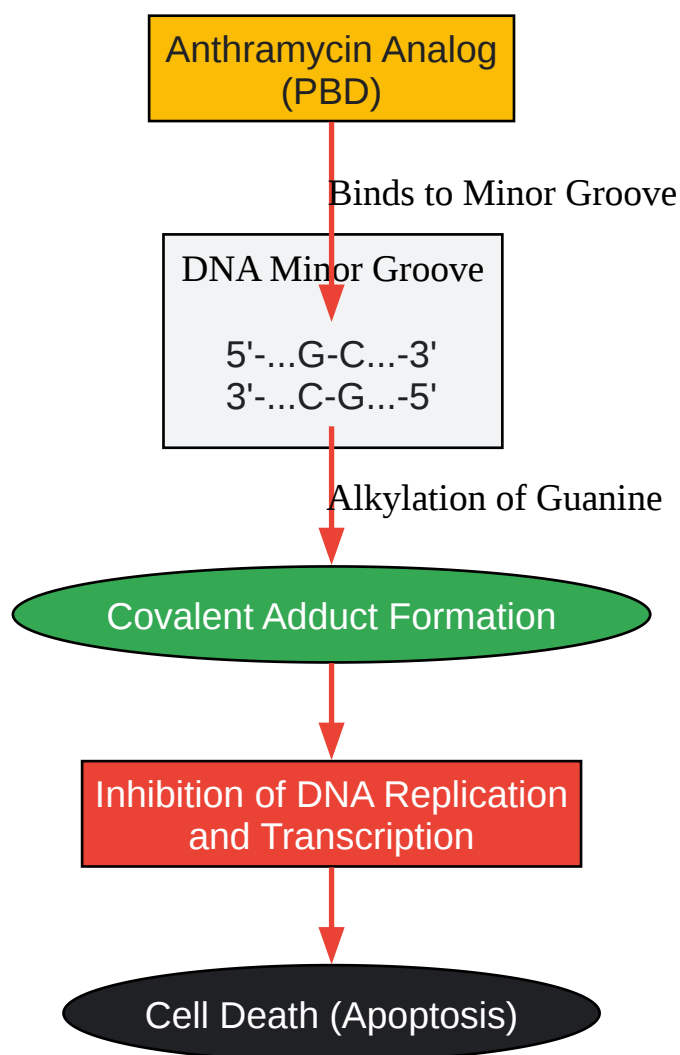 Anthramycin Analog
(PBD)
Binds to Minor Groove
DNA Minor Groove
5'-...G-C...-3'
3'-...C-G...-5'
Alkylation of Guanine
Covalent Adduct Formation
Inhibition of DNA Replication
and Transcription
Cell Death (Apoptosis)